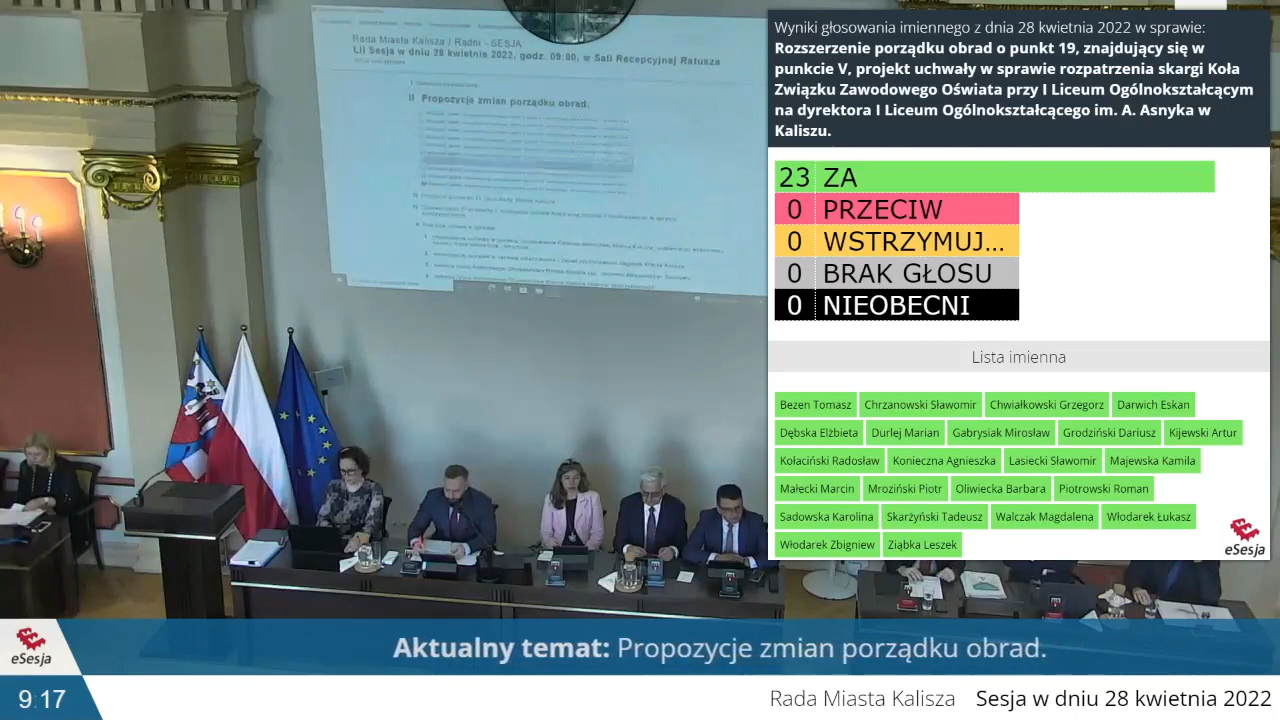 Rada Miasta Kalisza / Radni - SESJA
LII Sesja w dniu 28 kwietnia 2022, godz. 09:00, w Sali Recepcyjnej Ratusza
II Propozycje zmian porządku obrad.
Wyniki głosowania imiennego z dnia 28 kwietnia 2022 w sprawie:
Rozszerzenie porządku obrad o punkt 19, znajdujący się w
punkcie V, projekt uchwały w sprawie rozpatrzenia skargi Koła
Związku Zawodowego Oświata przy I Liceum Ogólnokształcącym
na dyrektora I Liceum Ogólnokształcącego im. A. Asnyka w
Kaliszu.
23 ZA
0 PRZECIW
0 WSTRZYMUJ...
0 BRAK GŁOSU
0 NIEOBECNI
Lista imienna
Bezen Tomasz Chrzanowski Sławomir Chwiałkowski Grzegorz Darwich Eskan
Dębska Elżbieta Durlej Marian Gabrysiak Mirosław Grodziński Dariusz Kijewski Artur
Kołaciński Radosław Konieczna Agnieszka Lasiecki Sławomir Majewska Kamila
Małecki Marcin Mroziński Piotr Oliwiecka Barbara Piotrowski Roman
Sadowska Karolina Skarżyński Tadeusz Walczak Magdalena Włodarek Łukasz
Włodarek Zbigniew Ziąbka Leszek
eSesja
eSesja
Aktualny temat: Propozycje zmian porządku obrad.
9:17
Rada Miasta Kalisza Sesja w dniu 28 kwietnia 2022